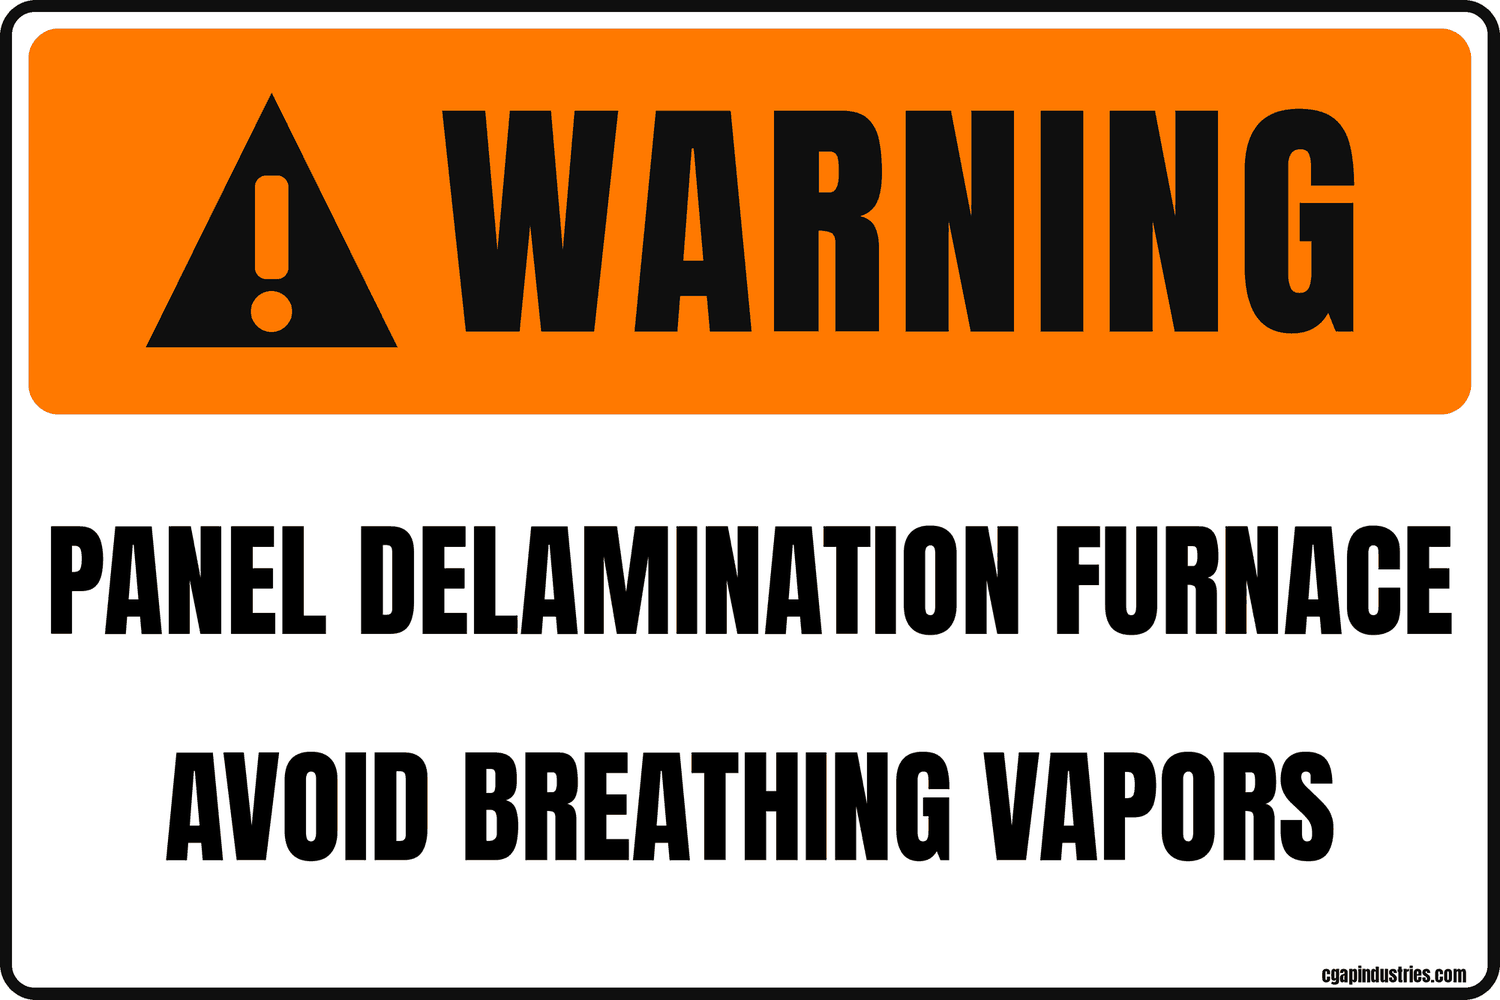 WARNING
PANEL DELAMINATION FURNACE
AVOID BREATHING VAPORS
cgapindustries.com